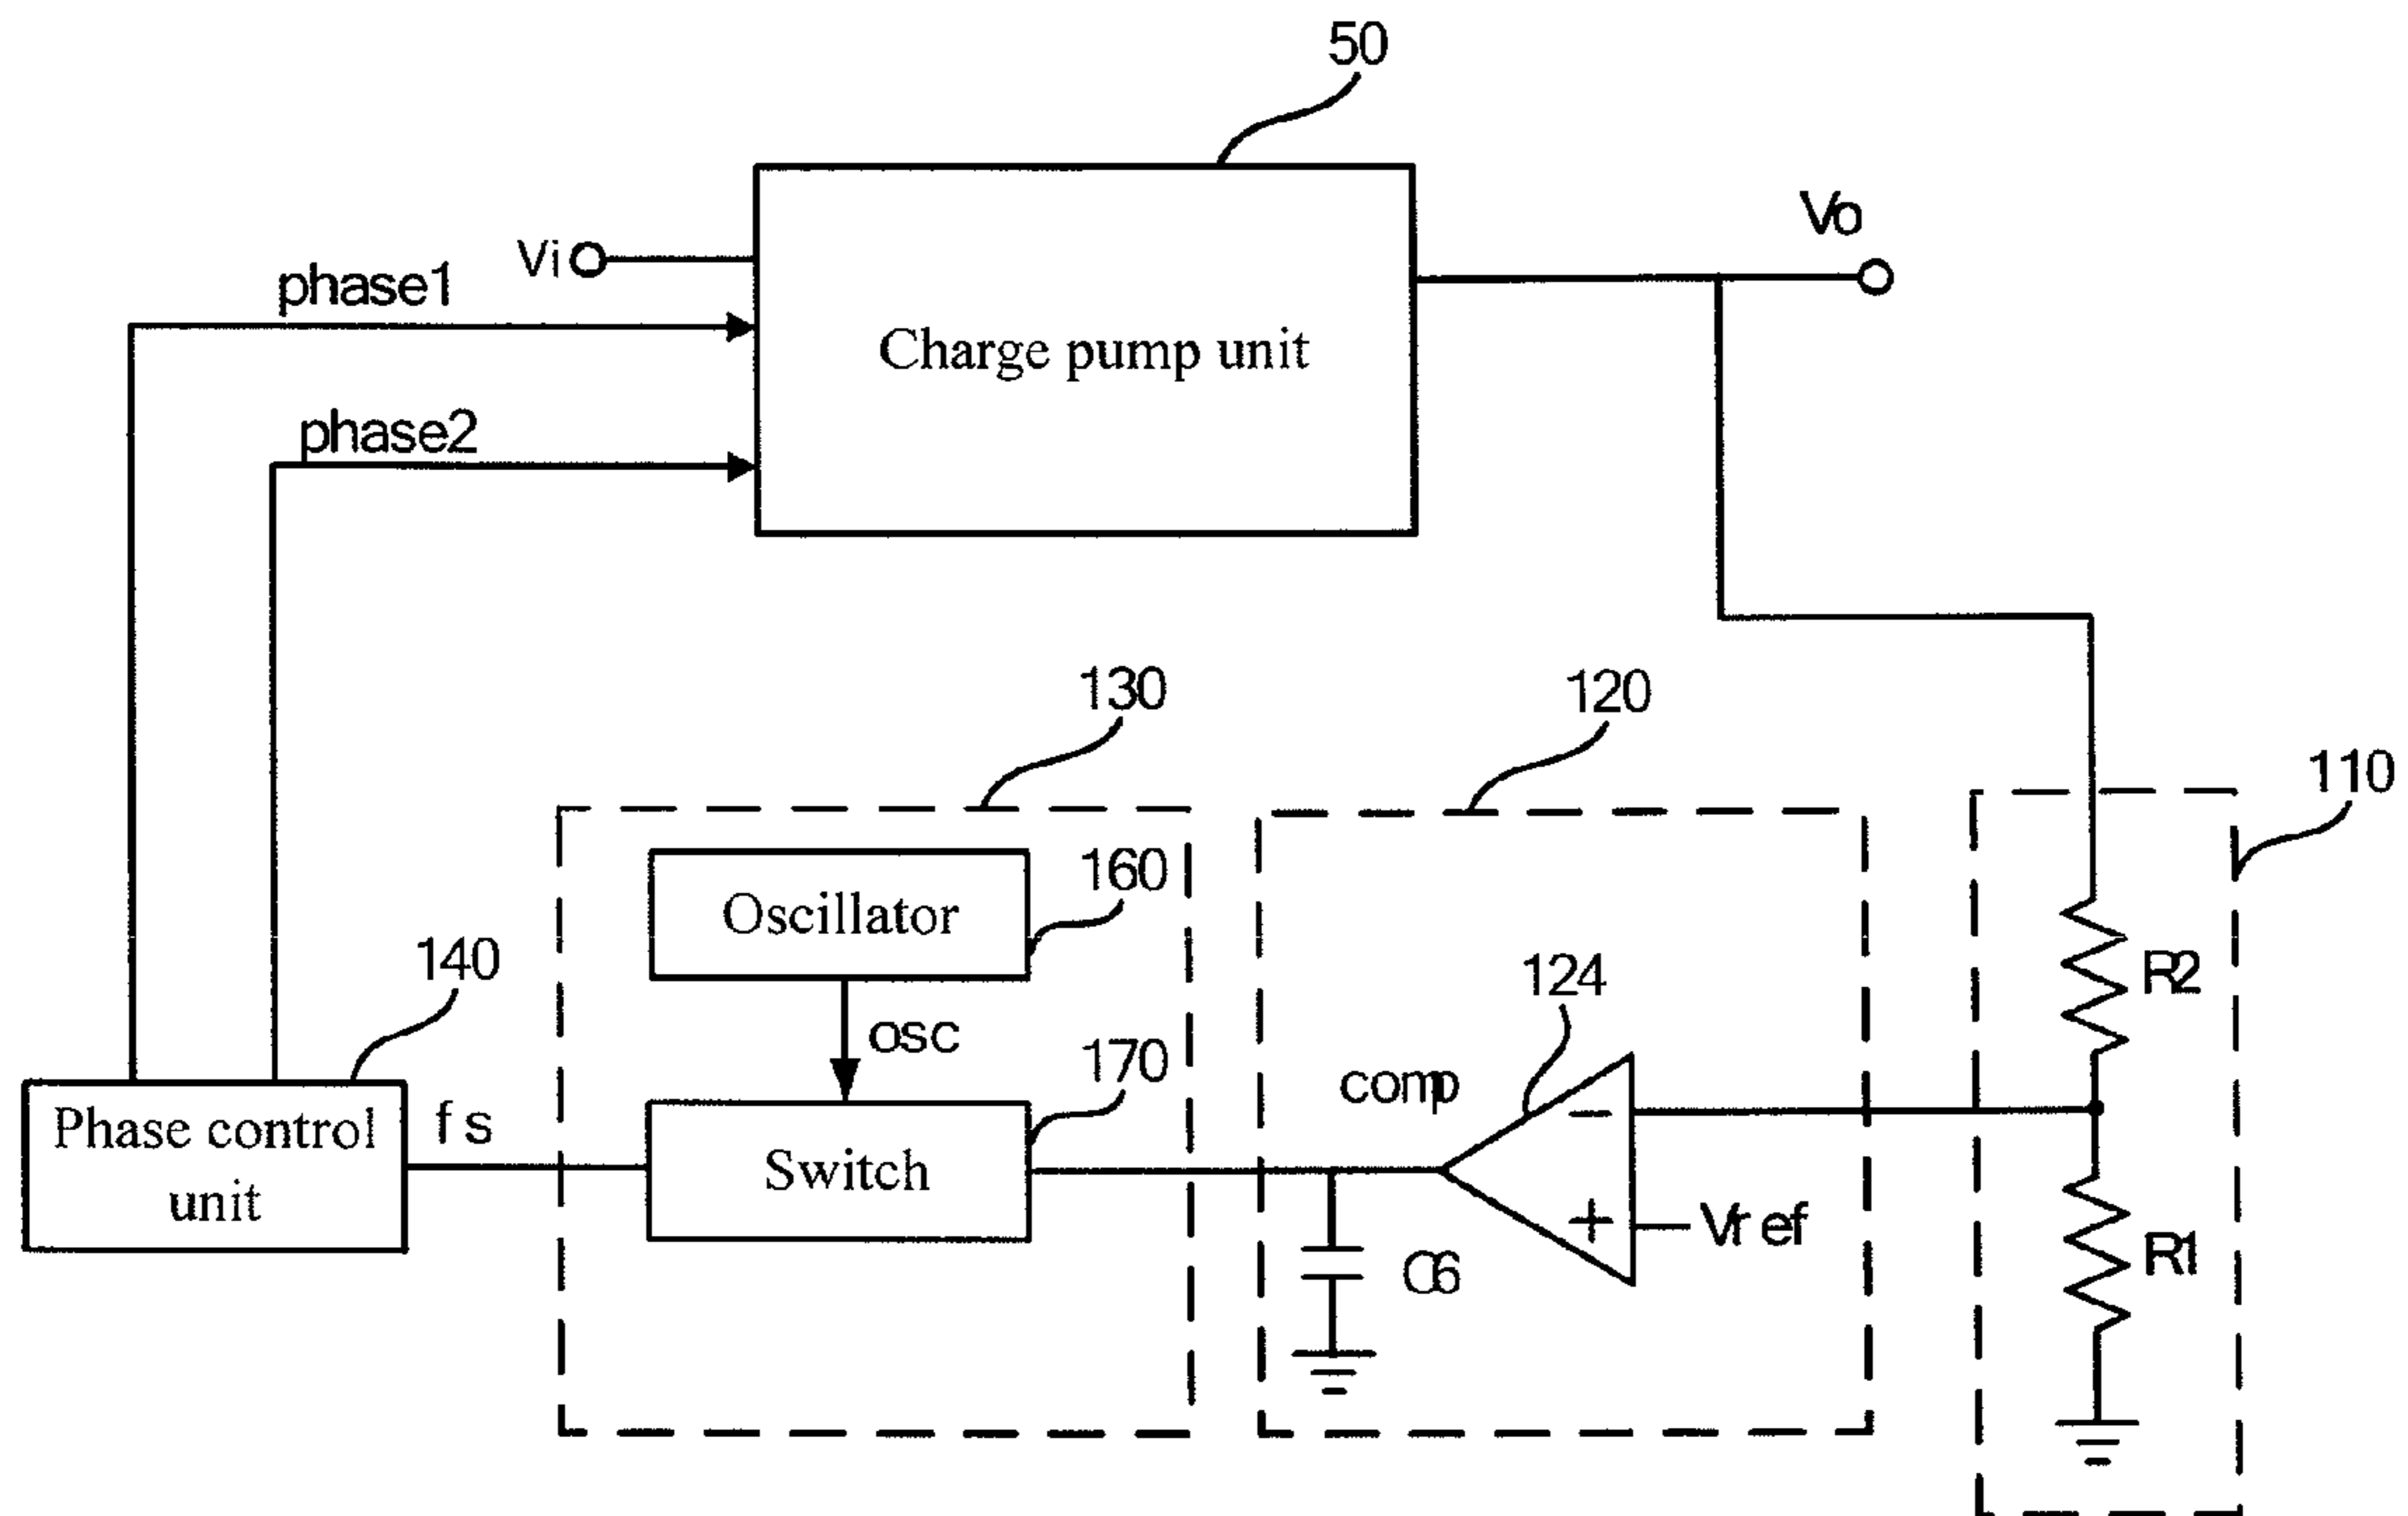 50
Vo
Vi
phase1
Charge pump unit
phase2
130
120
110
160
Oscillator
140
124
R2
osc
170
comp
Phase control
unit
fs
Switch
Vref
C6
R1